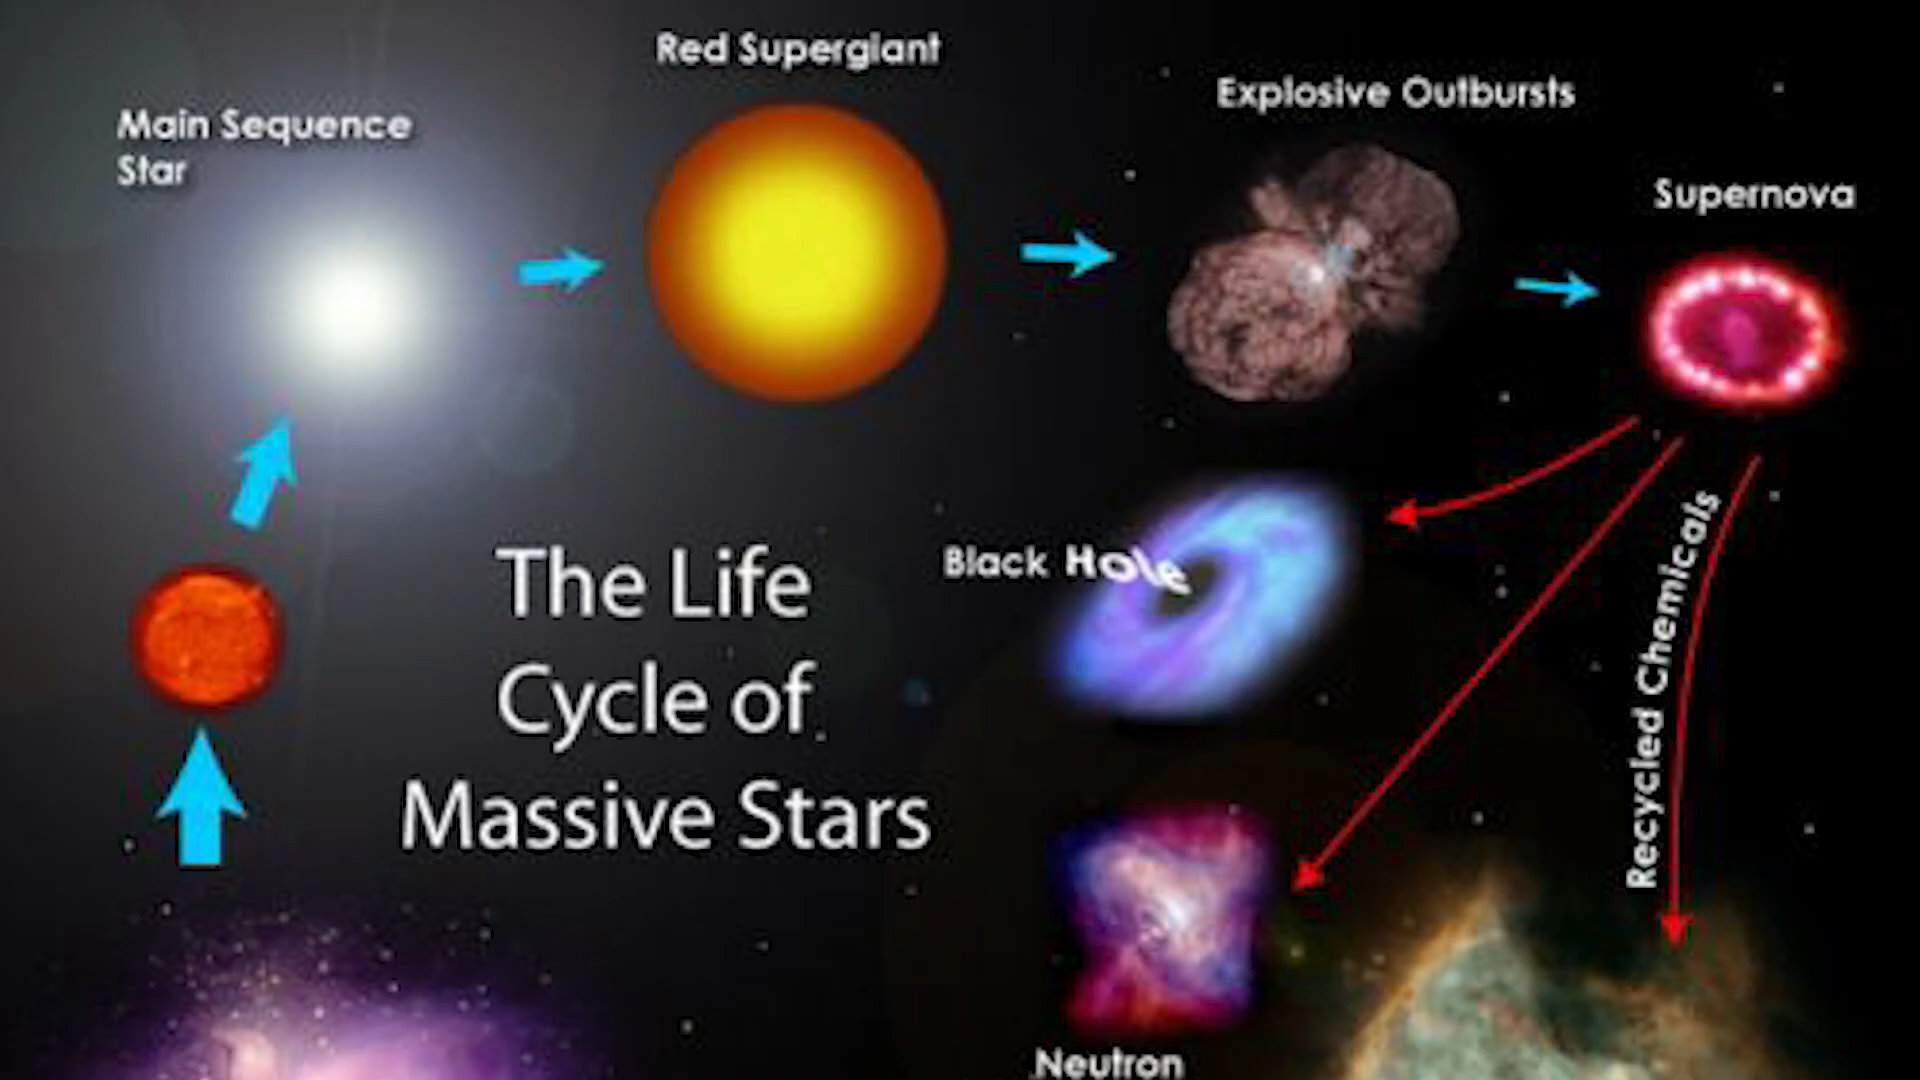 Red Supergiant
Explosive Outbursts
Main Sequence
Star
Supernova
Black Hole
The Life
Cycle of
Massive Stars
Recycled Chemicals
Neutron